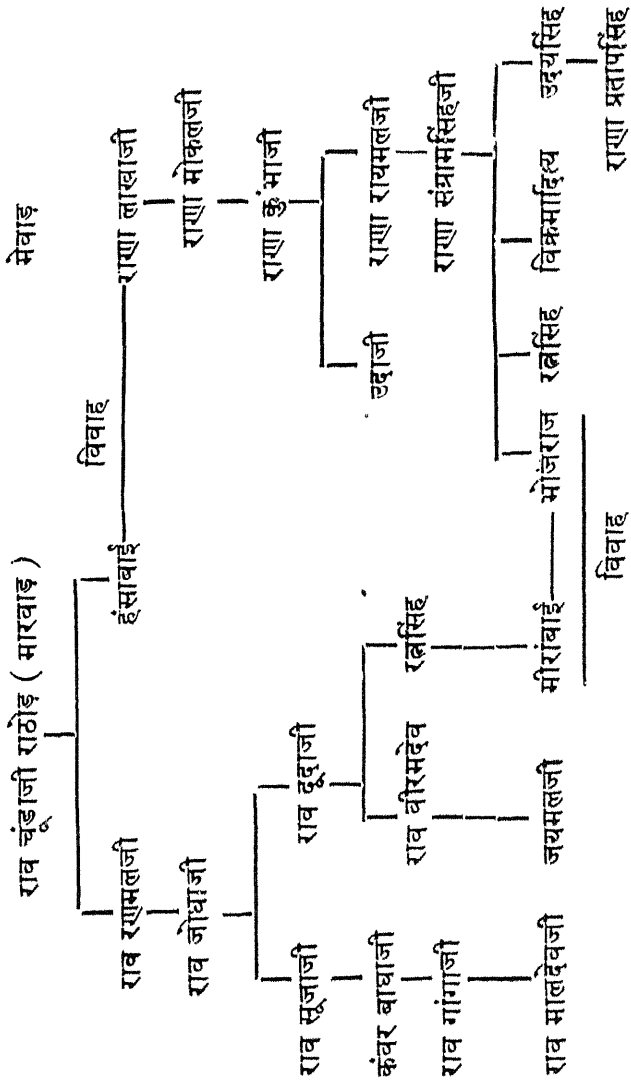 मेवाड़
राव चूंडाजी राठोड़ ( मारवाड़ )
विवाह
राव रणमलजी
हंसाबाई
राणा लाखाजी
राव जोधाजी
राणा मोकलजी
राणा कुंभाजी
राव सूजाजी
राव दूदाजी
उदाजी
राणा रायमलजी
कंवर बाघाजी
राव वीरमदेव
रत्नसिंह
राव गांगाजी
राणा संग्रामसिंहजी
राव मालदेवजी
जयमलजी
मीरांबाई
भोजराज
रत्नसिंह
विक्रमादित्य
उदयसिंह
विवाह
राणा प्रतापसिंह